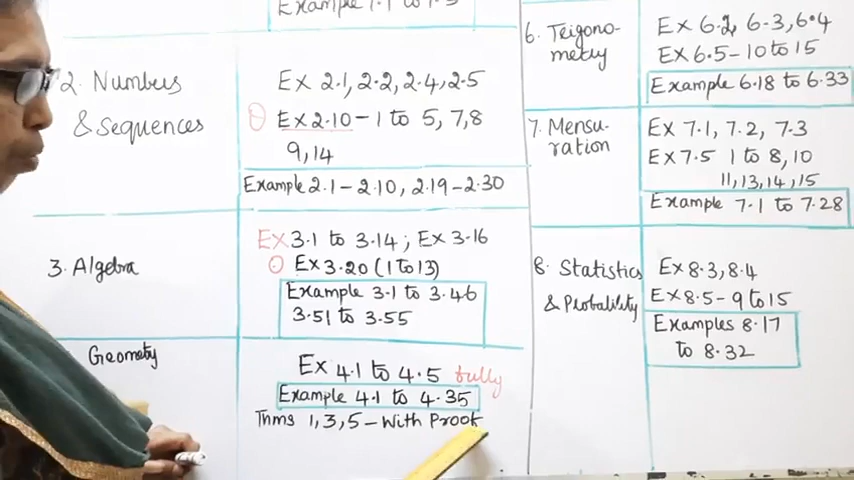 Example 1.1 to 1.3
2. Numbers
& Sequences
EX 2.1, 2.2, 2.4, 2.5
EX 2.10 - 1 to 5, 7, 8
9, 14
Example 2.1 - 2.10, 2.19 - 2.30
3. Algebra
EX 3.1 to 3.14 ; EX 3.16
EX 3.20 (1 to 13)
Example 3.1 to 3.46
3.51 to 3.55
Geometry
Ex 4.1 to 4.5 fully
Example 4.1 to 4.35
Thms 1, 3, 5 - With Proof
6. Trigono-
metry
EX 6.2, 6.3, 6.4
EX 6.5 - 10 to 15
Example 6.18 to 6.33
7. Mensu-
ration
EX 7.1, 7.2, 7.3
EX 7.5 1 to 8, 10
11, 13, 14, 15
Example 7.1 to 7.28
8. Statistics
& Probability
EX 8.3, 8.4
EX 8.5 - 9 to 15
Examples 8.17
to 8.32